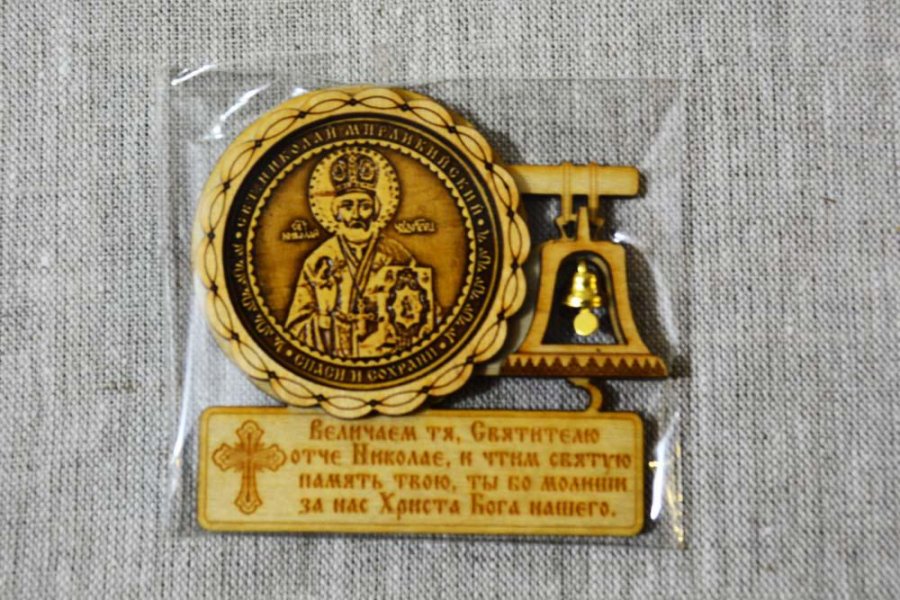 СВТ. НИКОЛАЙ МИРЛИКИЙСКИЙ
НИКОЛАЙ
СПАСИ И СОХРАНИ
Величаем тя, Святителю
отче Николае, и чтим святую
память твою, ты бо молиши
за нас Христа Бога нашего.